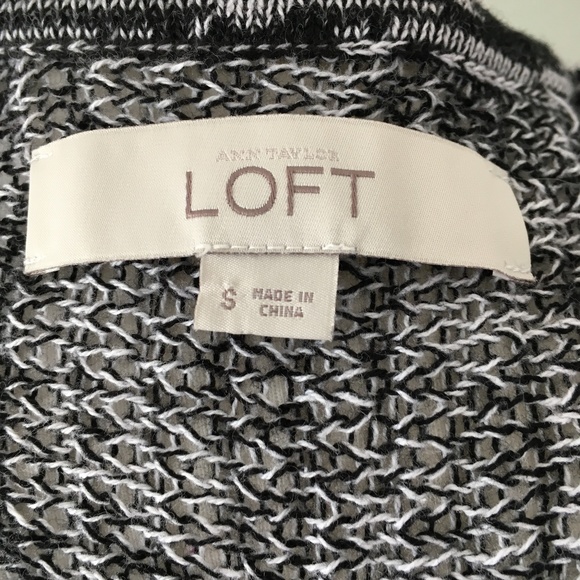 ANN TAYLOR
LOFT
S MADE IN
CHINA